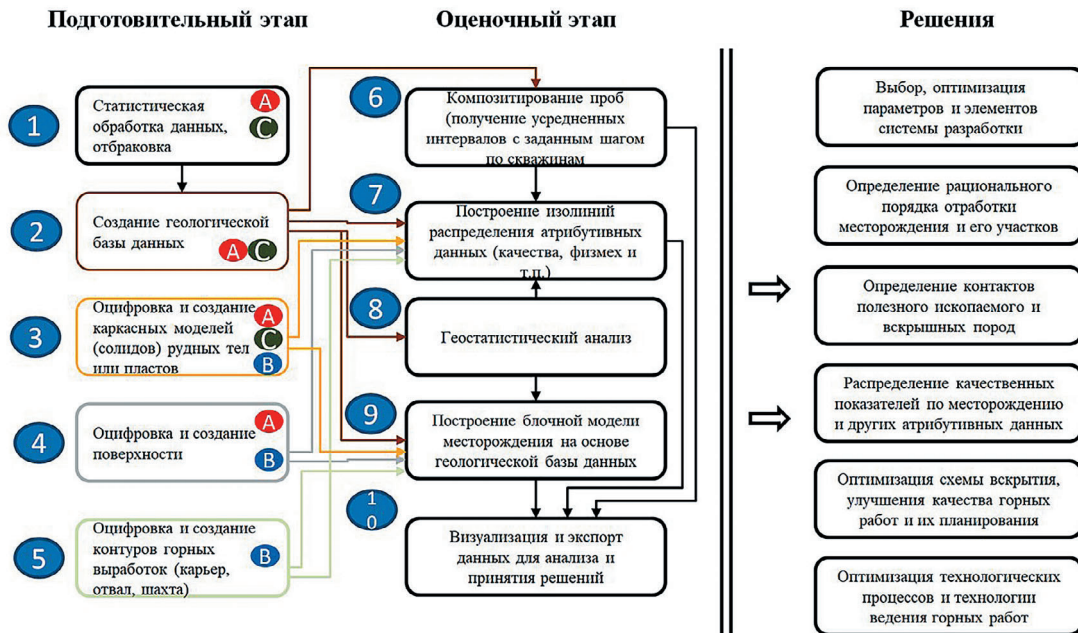 Подготовительный этап
Оценочный этап
Решения
1
Статистическая
обработка данных,
отбраковка
A
C
2
Создание геологической
базы данных
A
C
3
Оцифровка и создание
каркасных моделей
(солидов) рудных тел
или пластов
A
C
B
4
Оцифровка и создание
поверхности
A
B
5
Оцифровка и создание
контуров горных
выработок (карьер,
отвал, шахта)
B
6
Композитирование проб
(получение усредненных
интервалов с заданным шагом
по скважинам
7
Построение изолиний
распределения атрибутивных
данных (качества, физмех и
т.п.)
8
Геостатистический анализ
9
Построение блочной модели
месторождения на основе
геологической базы данных
1
0
Визуализация и экспорт
данных для анализа и
принятия решений
Выбор, оптимизация
параметров и элементов
системы разработки
Определение рационального
порядка отработки
месторождения и его участков
Определение контактов
полезного ископаемого и
вскрышных пород
Распределение качественных
показателей по месторождению
и других атрибутивных данных
Оптимизация схемы вскрытия,
улучшения качества горных
работ и их планирования
Оптимизация технологических
процессов и технологии
ведения горных работ